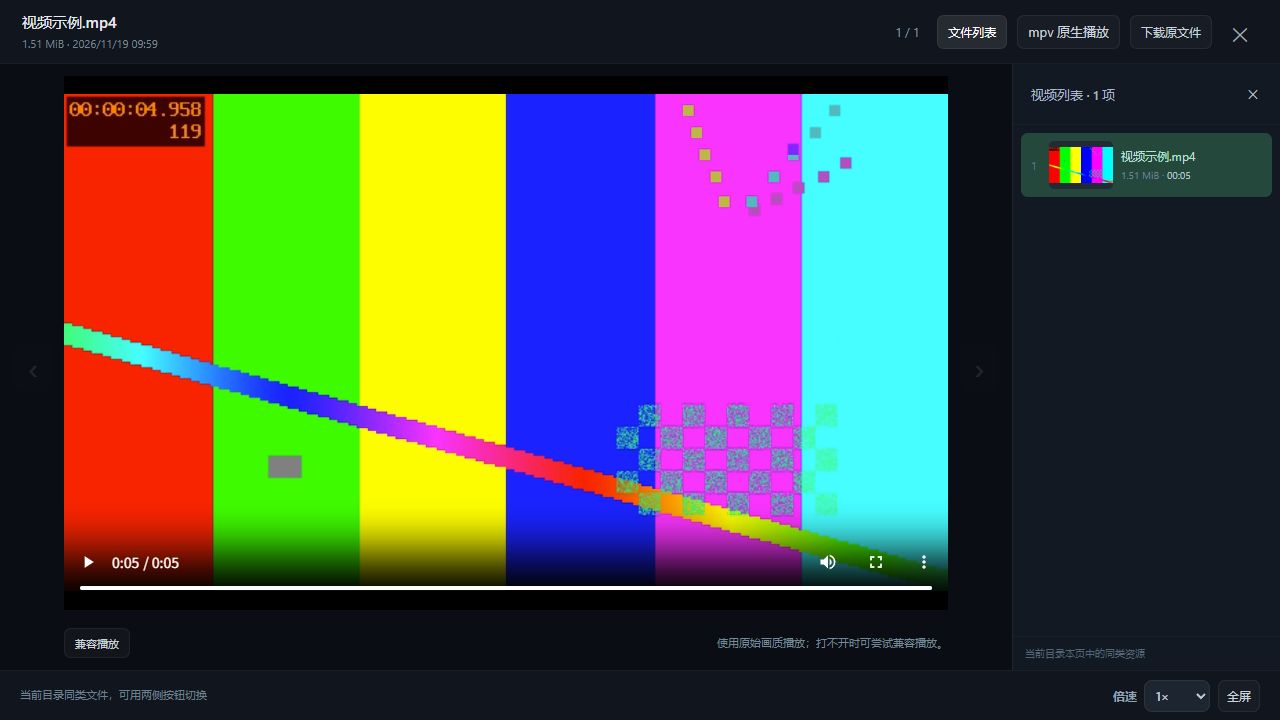 视频示例.mp4
1.51 MiB · 2026/11/19 09:59
1 / 1
文件列表
mpv 原生播放
下载原文件
00:00:04.958
119
0:05 / 0:05
兼容播放
使用原始画质播放；打不开时可尝试兼容播放。
视频列表 · 1 项
1
视频示例.mp4
1.51 MiB · 00:05
当前目录本页中的同类资源
当前目录同类文件，可用两侧按钮切换
倍速
1×
全屏